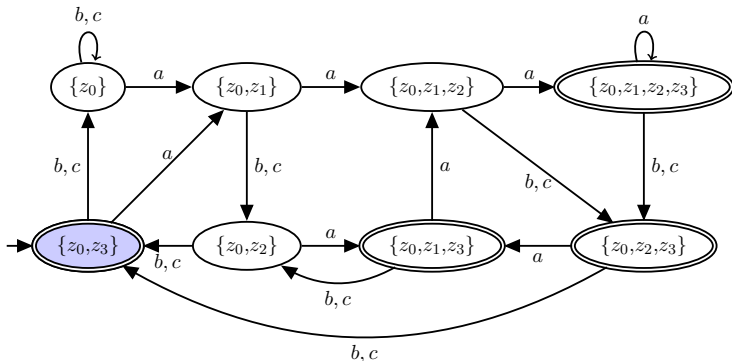 b, c
a
{z0} a {z0,z1} a {z0,z1,z2} a {z0,z1,z2,z3}
b, c a b, c a b, c b, c
{z0,z3} b, c {z0,z2} a {z0,z1,z3} a {z0,z2,z3}
b, c
b, c